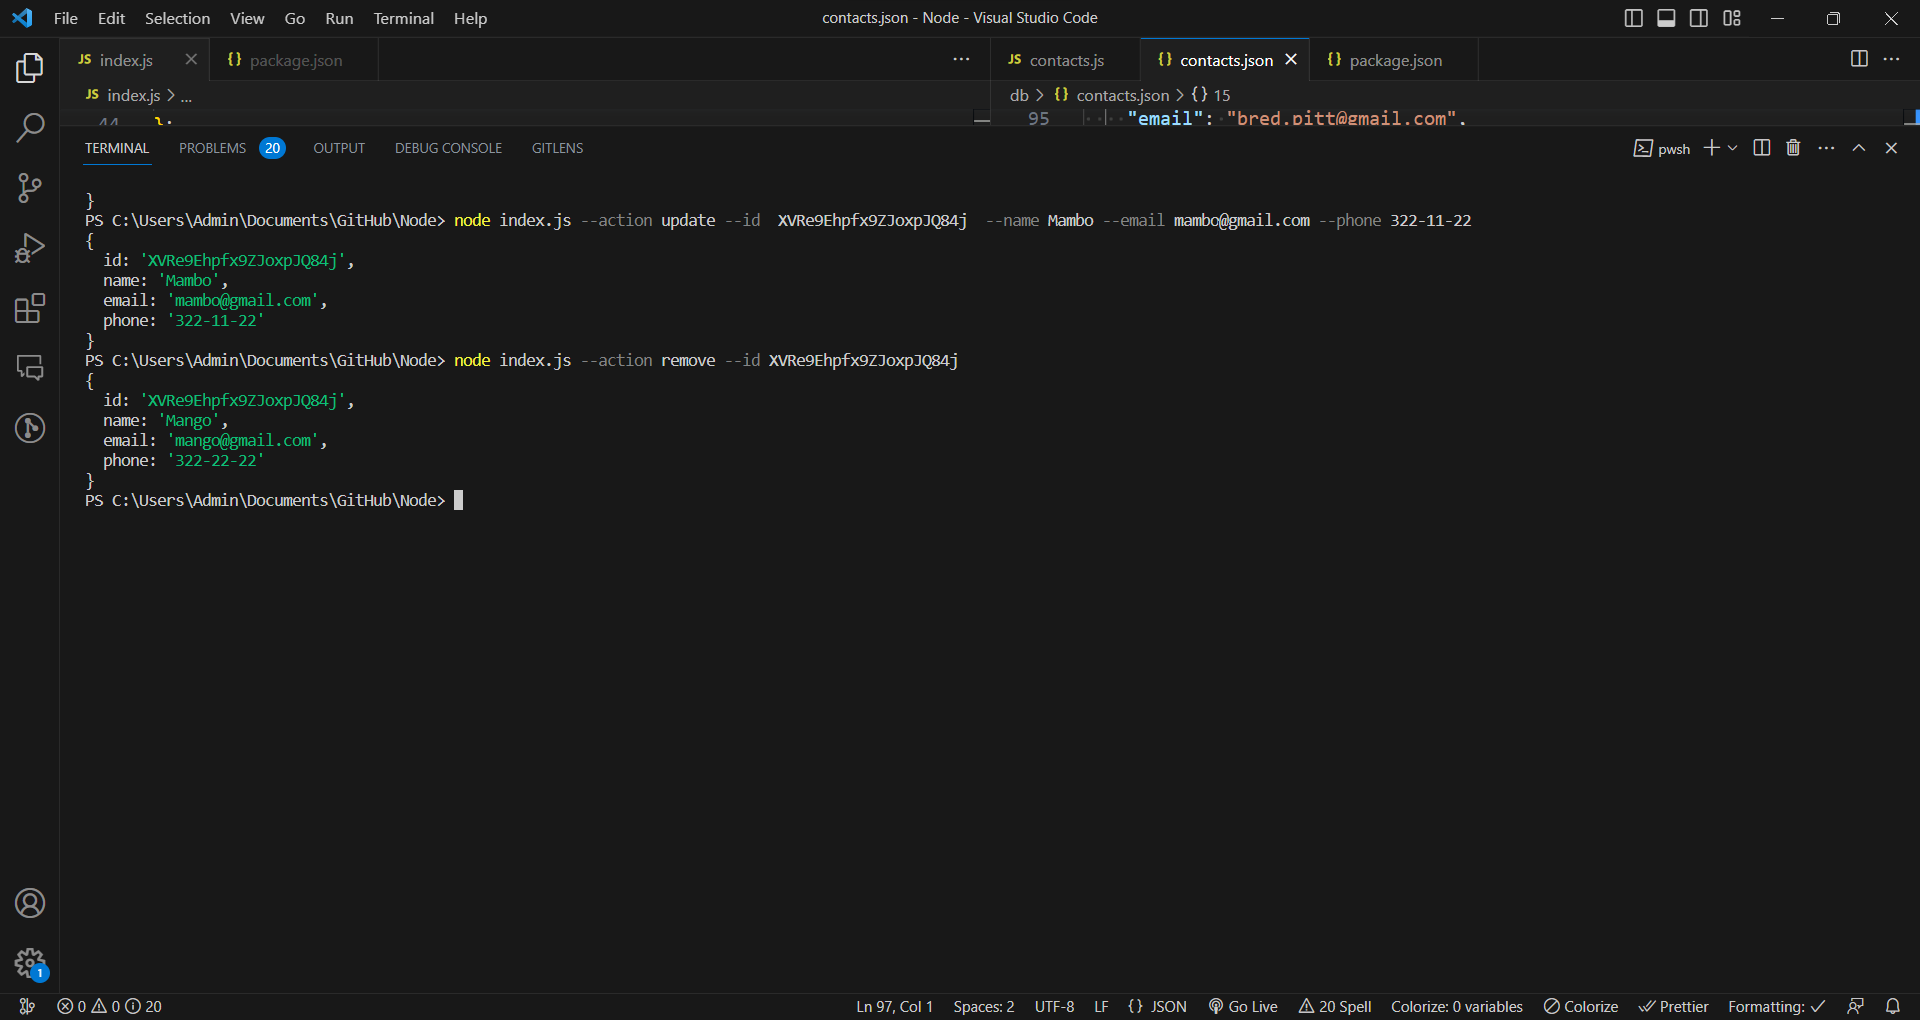 File Edit Selection View Go Run Terminal Help
contacts.json - Node - Visual Studio Code
JS index.js
{} package.json
JS contacts.js
{} contacts.json
{} package.json
JS index.js > ...
db > {} contacts.json > {} 15
44 };
95 "email": "bred.pitt@gmail.com",
TERMINAL PROBLEMS 20 OUTPUT DEBUG CONSOLE GITLENS
pwsh
}
PS C:\Users\Admin\Documents\GitHub\Node> node index.js --action update --id  XVRe9Ehpfx9ZJoxpJQ84j  --name Mambo --email mambo@gmail.com --phone 322-11-22
{
  id: 'XVRe9Ehpfx9ZJoxpJQ84j',
  name: 'Mambo',
  email: 'mambo@gmail.com',
  phone: '322-11-22'
}
PS C:\Users\Admin\Documents\GitHub\Node> node index.js --action remove --id XVRe9Ehpfx9ZJoxpJQ84j
{
  id: 'XVRe9Ehpfx9ZJoxpJQ84j',
  name: 'Mango',
  email: 'mango@gmail.com',
  phone: '322-22-22'
}
PS C:\Users\Admin\Documents\GitHub\Node>
1
0 0 20
Ln 97, Col 1 Spaces: 2 UTF-8 LF {} JSON Go Live 20 Spell Colorize: 0 variables Colorize Prettier Formatting: ✓